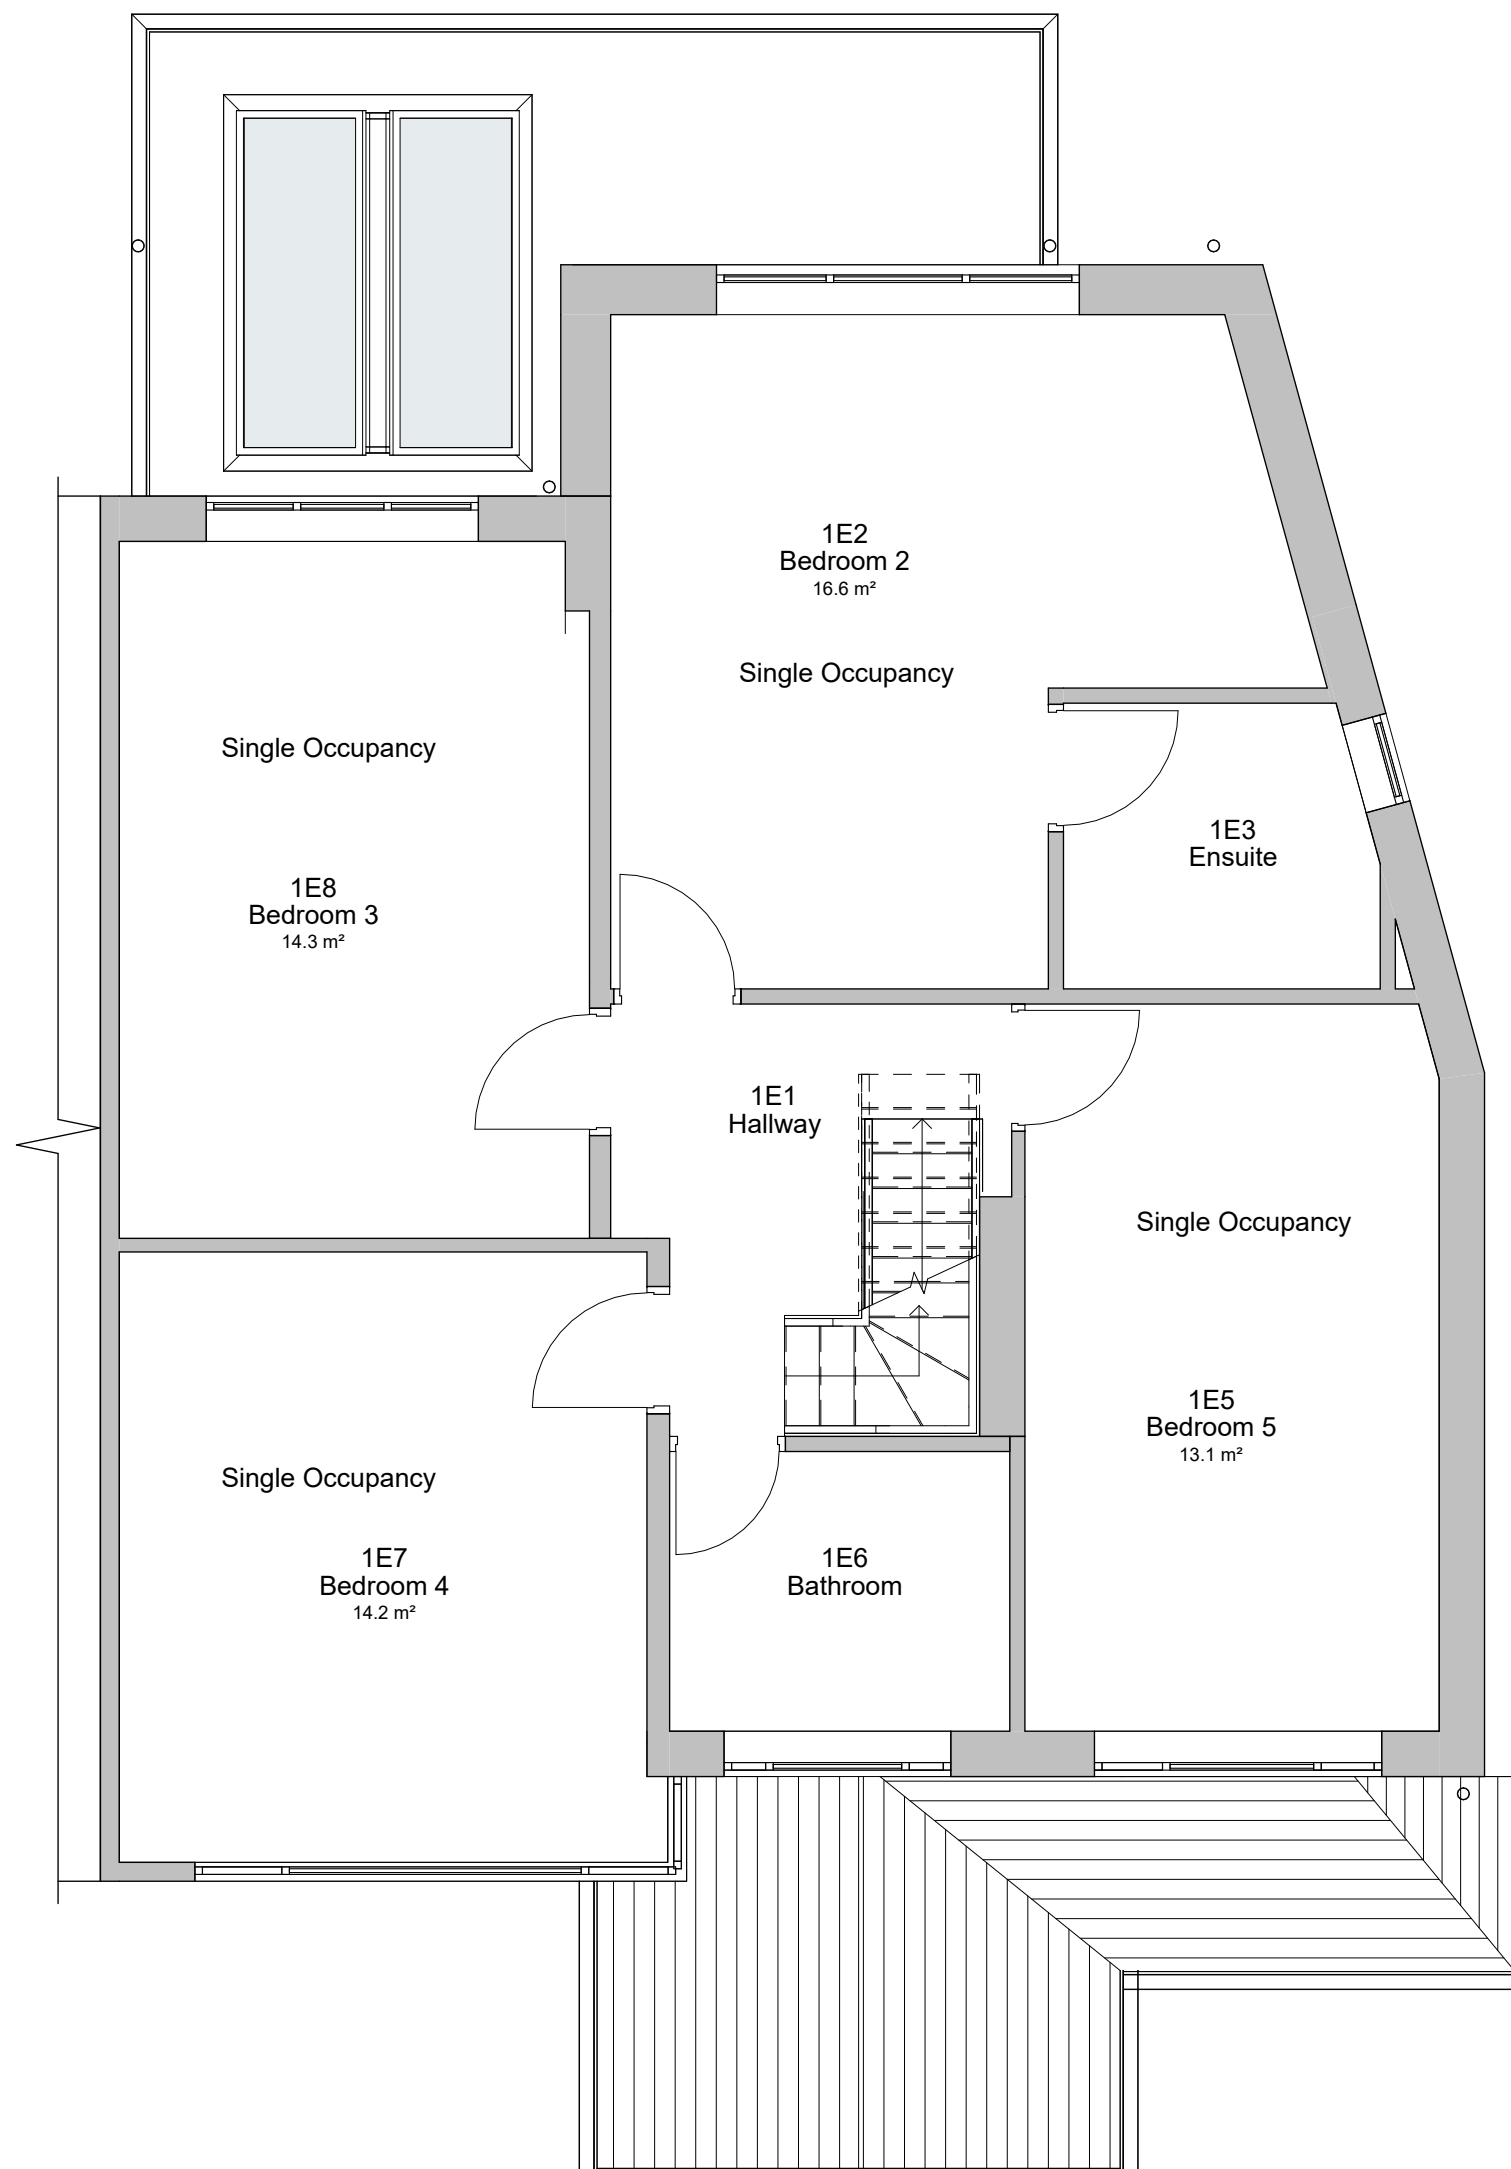 1E2
Bedroom 2
16.6 m²
Single Occupancy
Single Occupancy
1E3
Ensuite
1E8
Bedroom 3
14.3 m²
1E1
Hallway
Single Occupancy
1E5
Bedroom 5
13.1 m²
Single Occupancy
1E7
Bedroom 4
14.2 m²
1E6
Bathroom